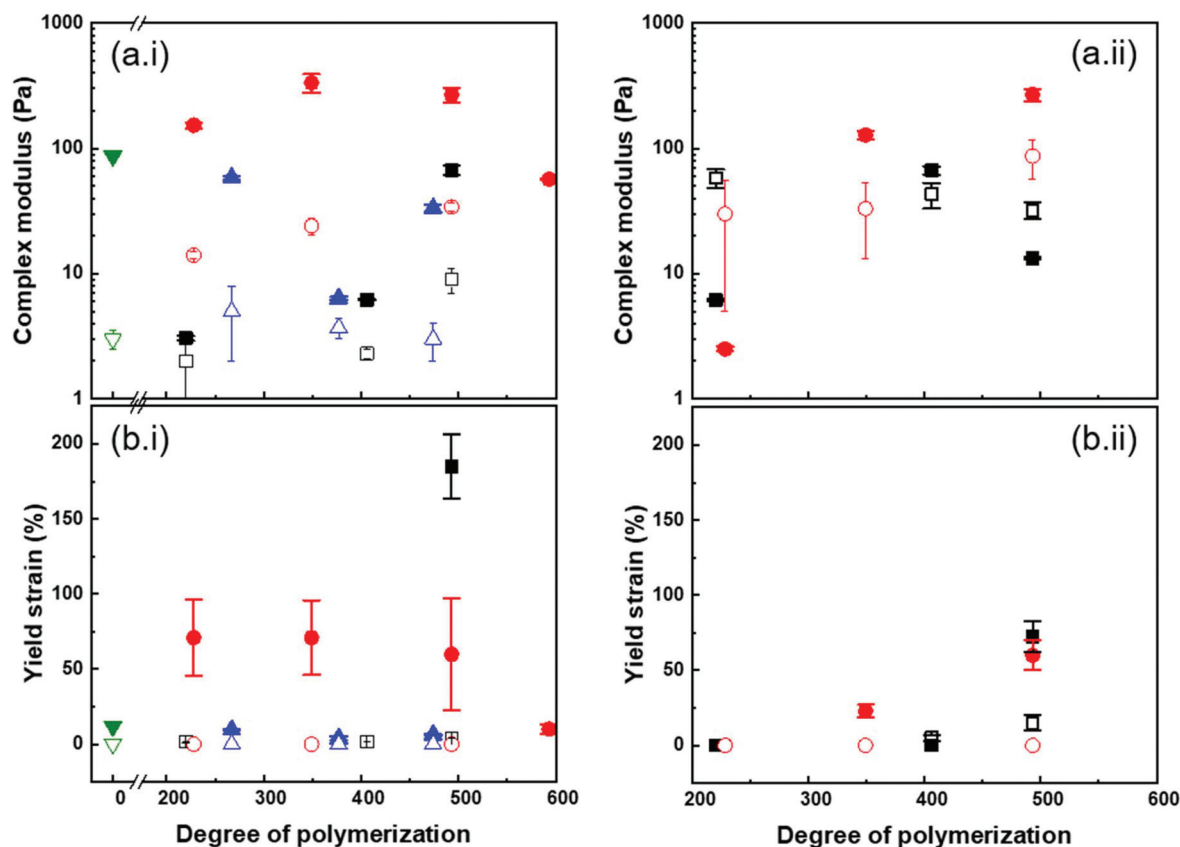 1000
100
10
1
Complex modulus (Pa)
(a.i)
1000
100
10
1
Complex modulus (Pa)
(a.ii)
200
150
100
50
0
Yield strain (%)
(b.i)
0 200 300 400 500 600
Degree of polymerization
200
150
100
50
0
Yield strain (%)
(b.ii)
200 300 400 500 600
Degree of polymerization